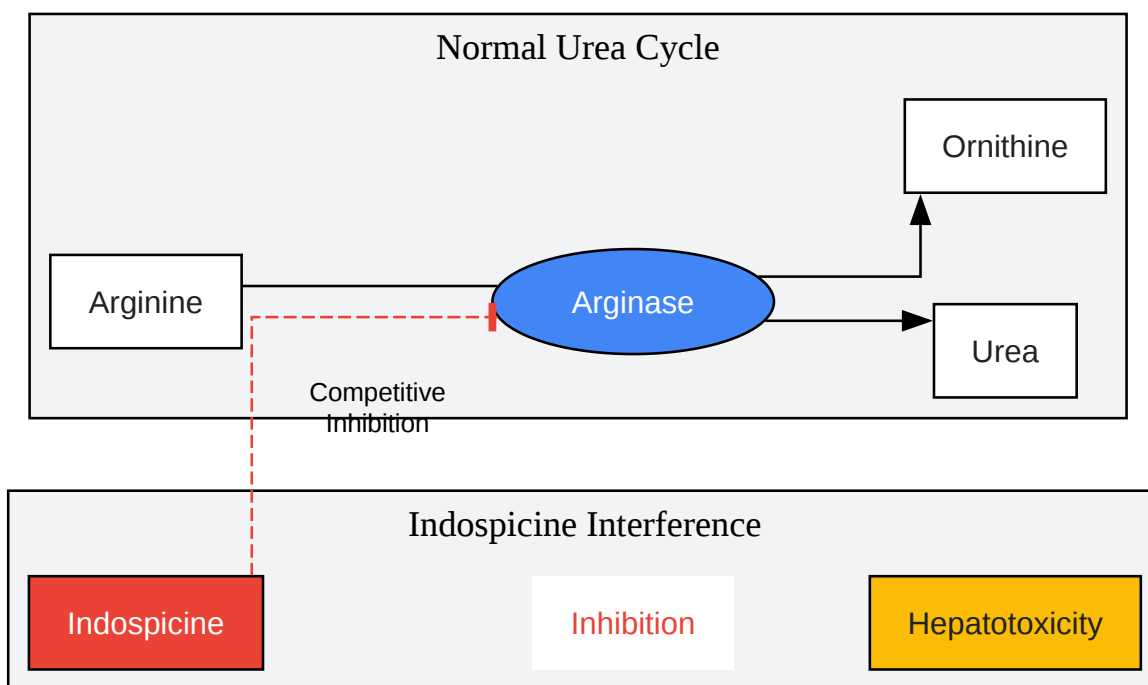 Normal Urea Cycle
Ornithine
Arginine
Arginase
Urea
Competitive
Inhibition
Indospicine Interference
Indospicine
Inhibition
Hepatotoxicity